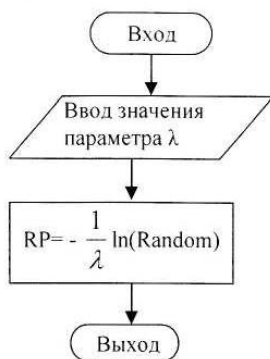 Вход
Ввод значения
параметра λ
RP= - 1/λ ln(Random)
Выход